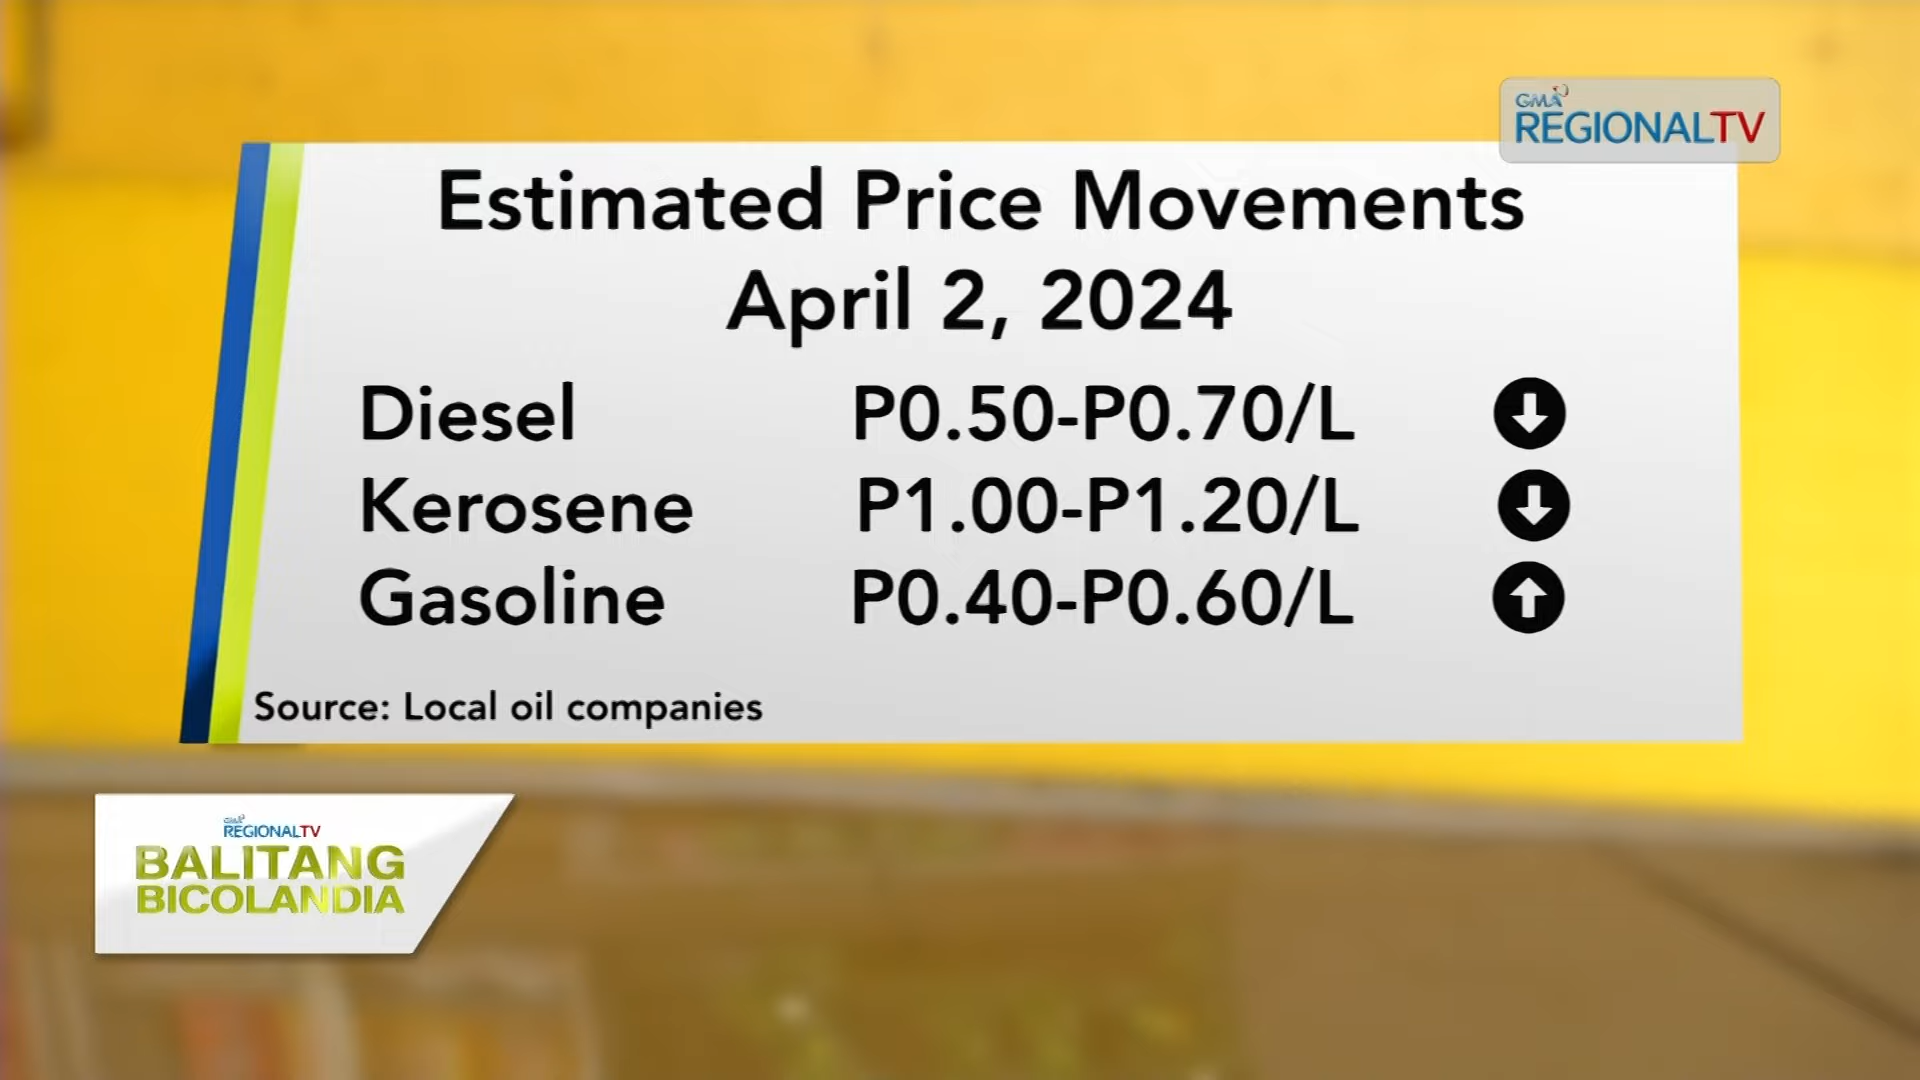 GMA
REGIONALTV
Estimated Price Movements
April 2, 2024
Diesel P0.50-P0.70/L
Kerosene P1.00-P1.20/L
Gasoline P0.40-P0.60/L
Source: Local oil companies
GMA
REGIONALTV
BALITANG
BICOLANDIA